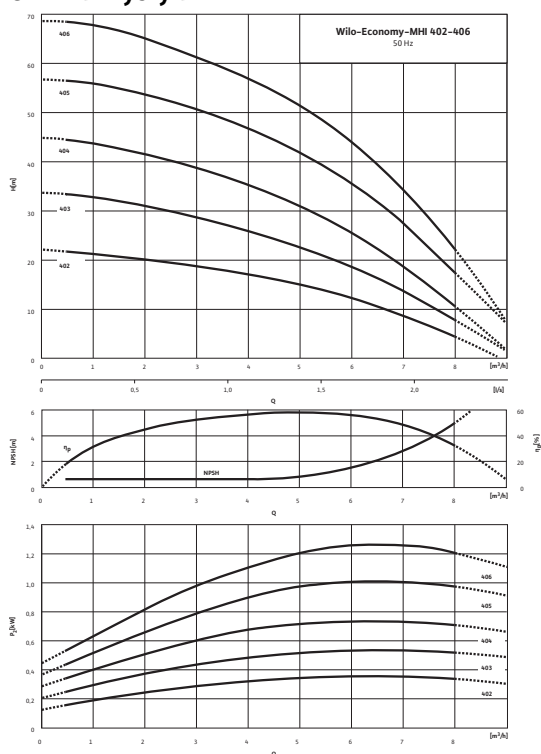 70
Wilo-Economy-MHI 402-406
50 Hz
406
60
405
50
404
40
H[m]
403
30
402
20
10
0
0 1 2 3 4 5 6 7 8 [m³/h]
0 0,5 1,0 1,5 2,0 [l/s]
Q
6 60
ηp
4 40
NPSH[m] ηp[%]
2 NPSH 20
0 0
0 1 2 3 4 5 6 7 8 [m³/h]
Q
1,4
1,2
406
1,0
405
0,8
P₂[kW]
404
0,6
403
0,4
402
0,2
0
0 1 2 3 4 5 6 7 8 [m³/h]
Q